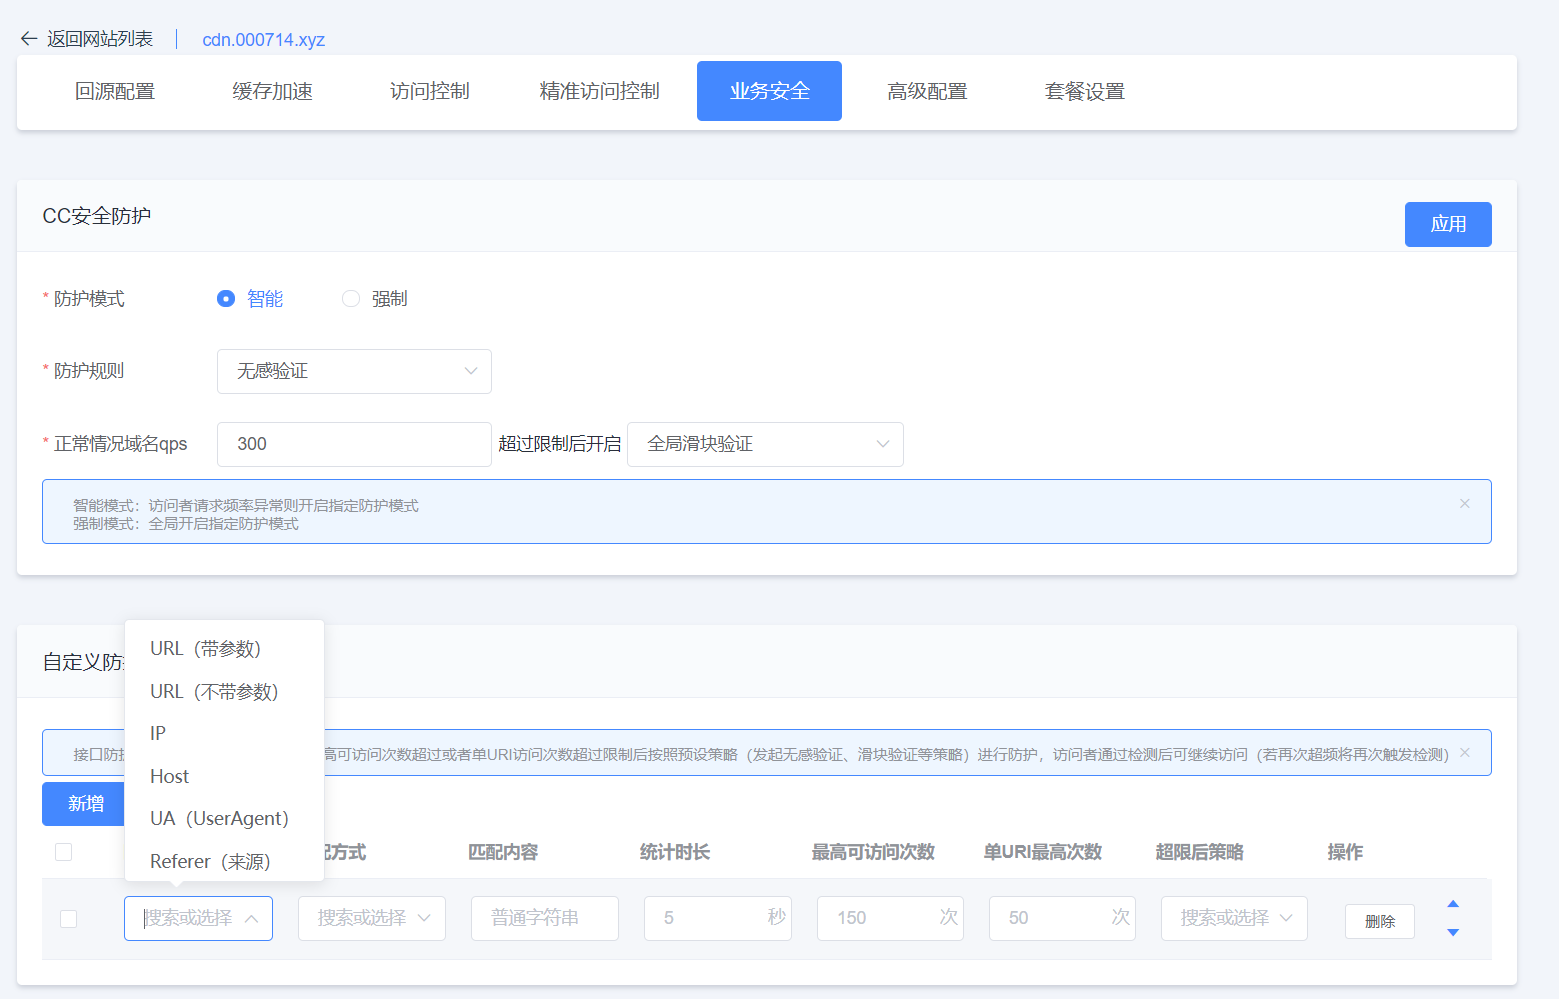 返回网站列表 cdn.000714.xyz
回源配置 缓存加速 访问控制 精准访问控制 业务安全 高级配置 套餐设置
CC安全防护 应用
* 防护模式 智能 强制
* 防护规则 无感验证
* 正常情况域名qps 300 超过限制后开启 全局滑块验证
智能模式：访问者请求频率异常则开启指定防护模式
强制模式：全局开启指定防护模式
自定义防
URL（带参数）
URL（不带参数）
IP
Host
UA（UserAgent）
Referer（来源）
接口防 高可访问次数超过或者单URI访问次数超过限制后按照预设策略（发起无感验证、滑块验证等策略）进行防护，访问者通过检测后可继续访问（若再次超频将再次触发检测）
新增
配方式 匹配内容 统计时长 最高可访问次数 单URI最高次数 超限后策略 操作
搜索或选择 搜索或选择 普通字符串 5 秒 150 次 50 次 搜索或选择 删除